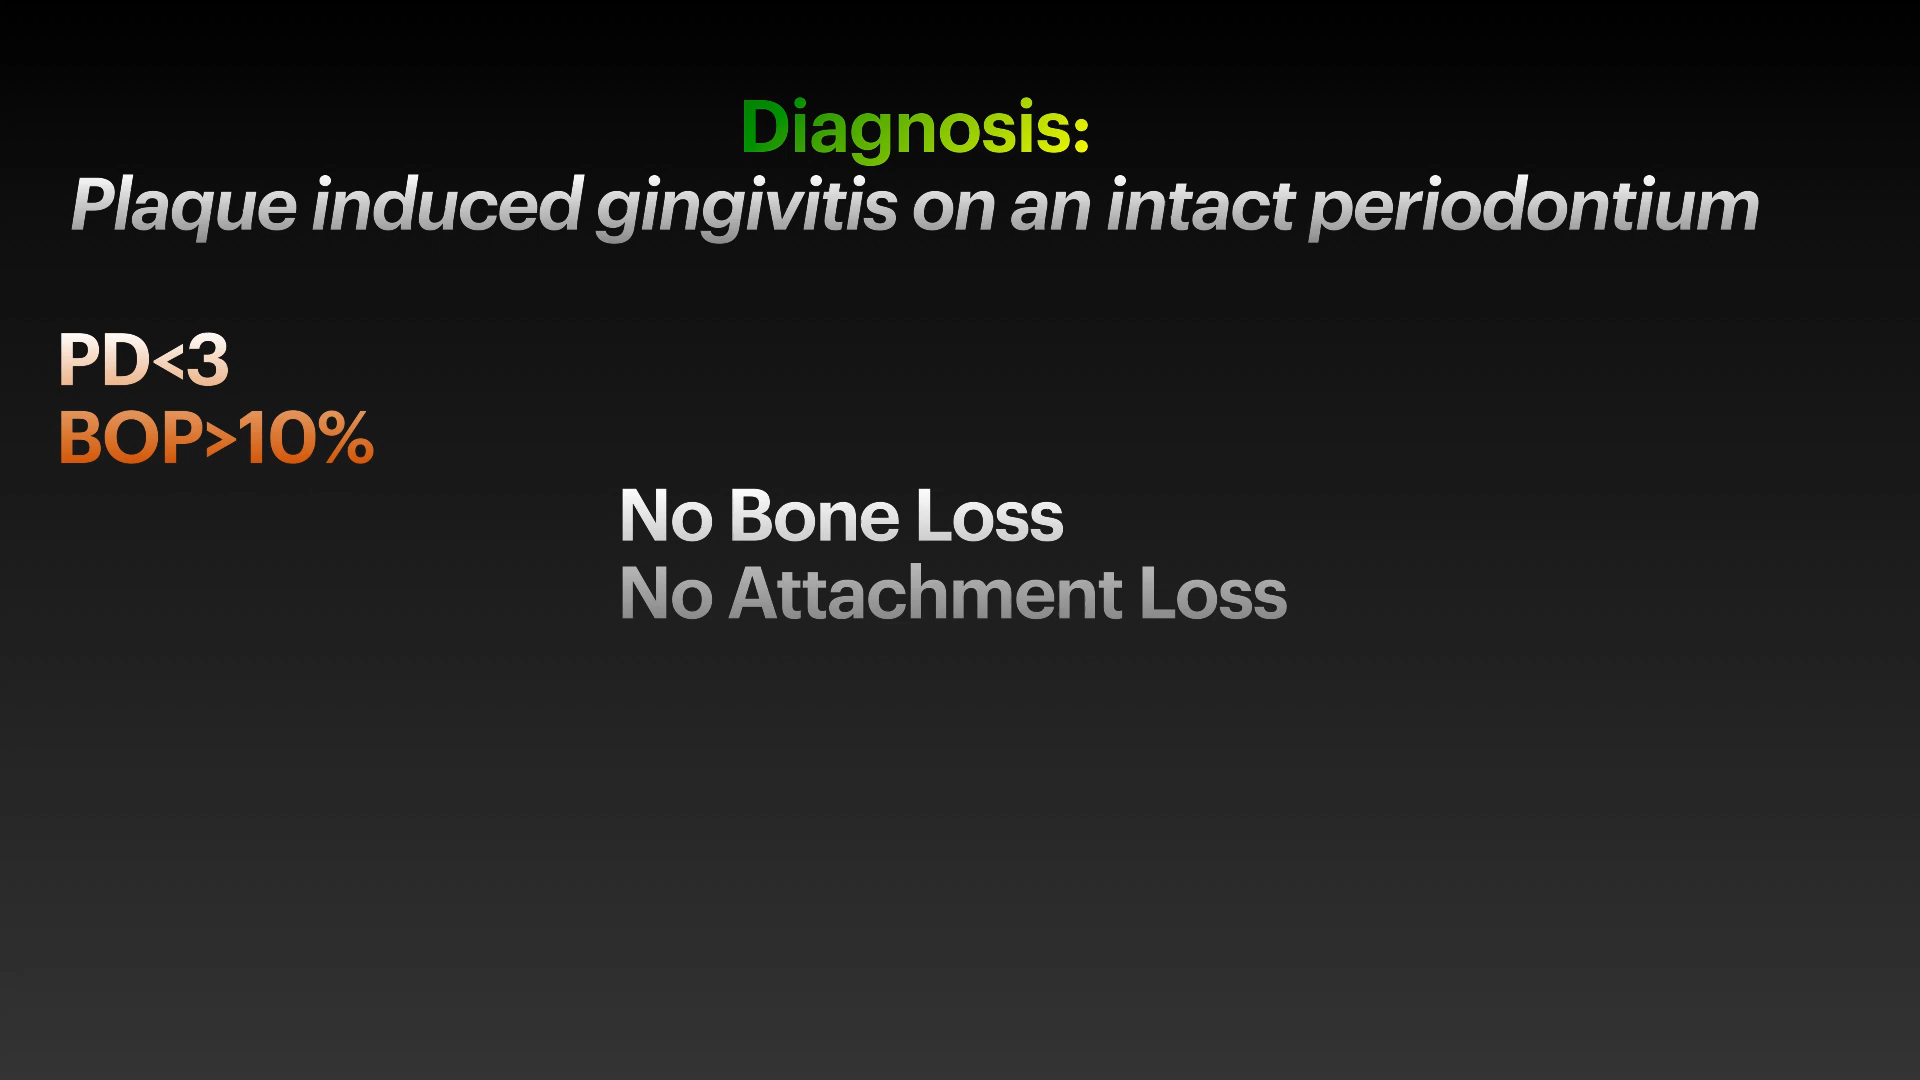 Diagnosis:
Plaque induced gingivitis on an intact periodontium
PD<3
BOP>10%
No Bone Loss
No Attachment Loss